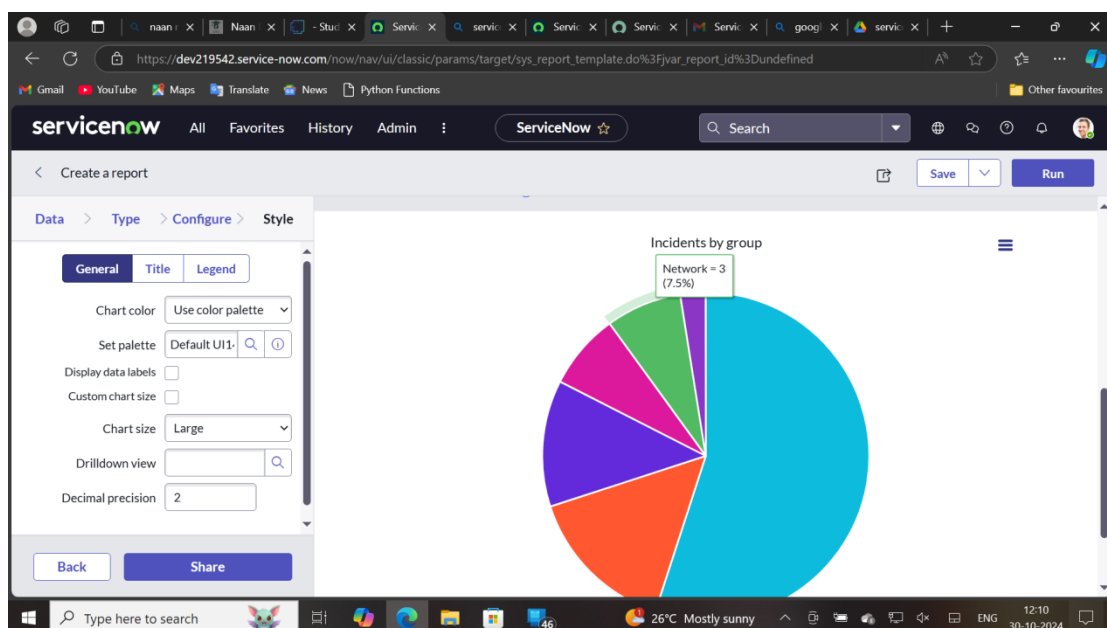 naan r
Naan
- Stud
Servic
servic
Servic
Servic
Servic
googl
servic
https://dev219542.service-now.com/now/nav/ui/classic/params/target/sys_report_template.do%3Fjvar_report_id%3Dundefined
Gmail YouTube Maps Translate News Python Functions Other favourites
servicenow All Favorites History Admin ServiceNow Search
Create a report Save Run
Data > Type > Configure > Style
General Title Legend
Chart color Use color palette
Set palette Default UI14
Display data labels
Custom chart size
Chart size Large
Drilldown view
Decimal precision 2
Back Share
Incidents by group
Network = 3
(7.5%)
Type here to search 46 26°C Mostly sunny ENG 12:10
30-10-2024